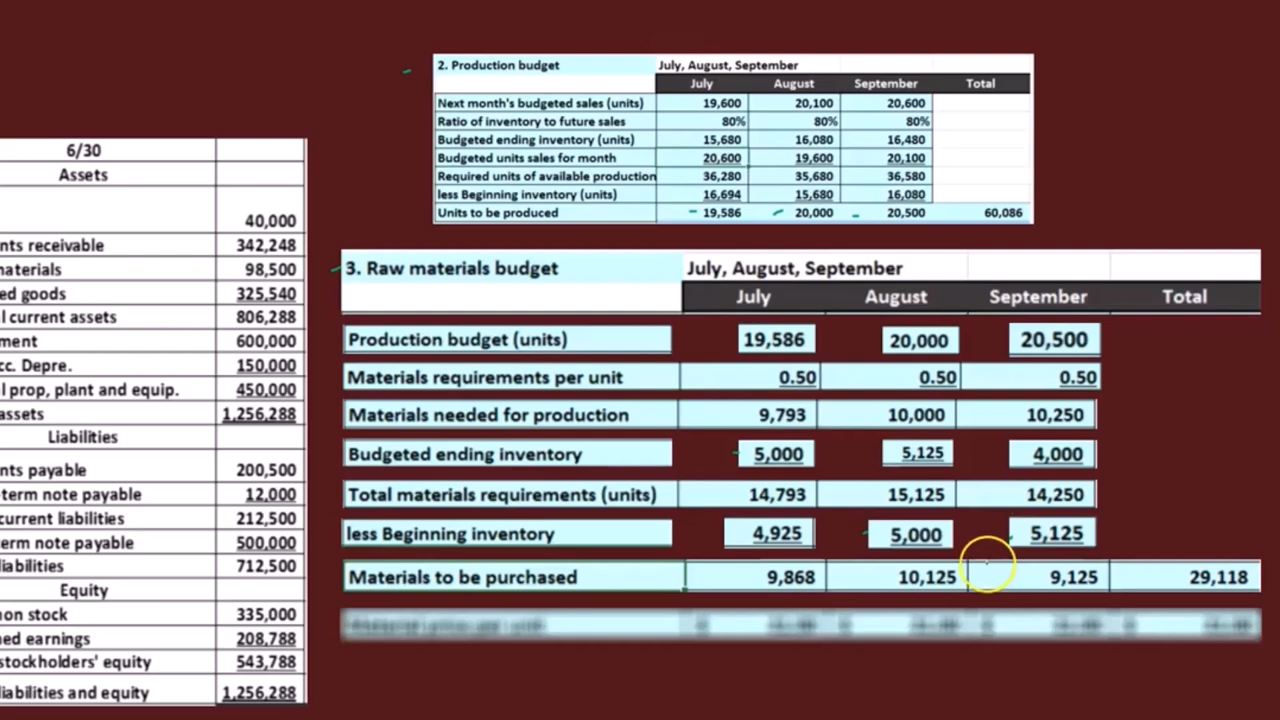 6/30
Assets
40,000
nts receivable 342,248
materials 98,500
ed goods 325,540
l current assets 806,288
ment 600,000
cc. Depre. 150,000
l prop, plant and equip. 450,000
assets 1,256,288
Liabilities
nts payable 200,500
-term note payable 12,000
current liabilities 212,500
term note payable 500,000
liabilities 712,500
Equity
non stock 335,000
ned earnings 208,788
stockholders' equity 543,788
liabilities and equity 1,256,288
2. Production budget July, August, September
July August September Total
Next month's budgeted sales (units) 19,600 20,100 20,600
Ratio of inventory to future sales 80% 80% 80%
Budgeted ending inventory (units) 15,680 16,080 16,480
Budgeted units sales for month 20,600 19,600 20,100
Required units of available production 36,280 35,680 36,580
less Beginning inventory (units) 16,694 15,680 16,080
Units to be produced 19,586 20,000 20,500 60,086
3. Raw materials budget July, August, September
July August September Total
Production budget (units) 19,586 20,000 20,500
Materials requirements per unit 0.50 0.50 0.50
Materials needed for production 9,793 10,000 10,250
Budgeted ending inventory 5,000 5,125 4,000
Total materials requirements (units) 14,793 15,125 14,250
less Beginning inventory 4,925 5,000 5,125
Materials to be purchased 9,868 10,125 9,125 29,118